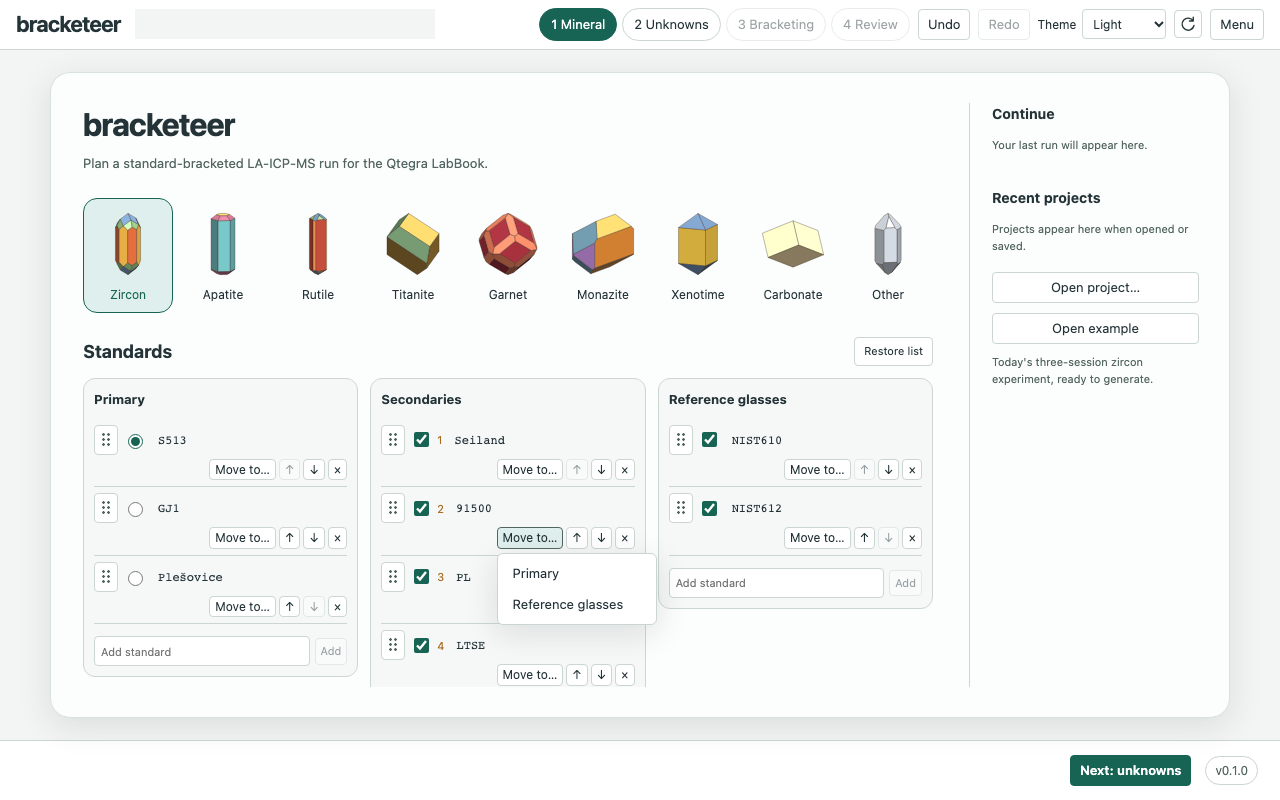 bracketeer
1 Mineral
2 Unknowns
3 Bracketing
4 Review
Undo
Redo
Theme
Light
Menu
bracketeer
Plan a standard-bracketed LA-ICP-MS run for the Qtegra LabBook.
Zircon
Apatite
Rutile
Titanite
Garnet
Monazite
Xenotime
Carbonate
Other
Standards
Restore list
Primary
S513
Move to... ↑ ↓ ×
GJ1
Move to... ↑ ↓ ×
Plešovice
Move to... ↑ ↓ ×
Add standard
Add
Secondaries
1 Seiland
Move to... ↑ ↓ ×
2 91500
Move to... ↑ ↓ ×
Primary
Reference glasses
3 PL
4 LTSE
Move to... ↑ ↓ ×
Reference glasses
NIST610
Move to... ↑ ↓ ×
NIST612
Move to... ↑ ↓ ×
Add standard
Add
Continue
Your last run will appear here.
Recent projects
Projects appear here when opened or
saved.
Open project...
Open example
Today's three-session zircon
experiment, ready to generate.
Next: unknowns
v0.1.0